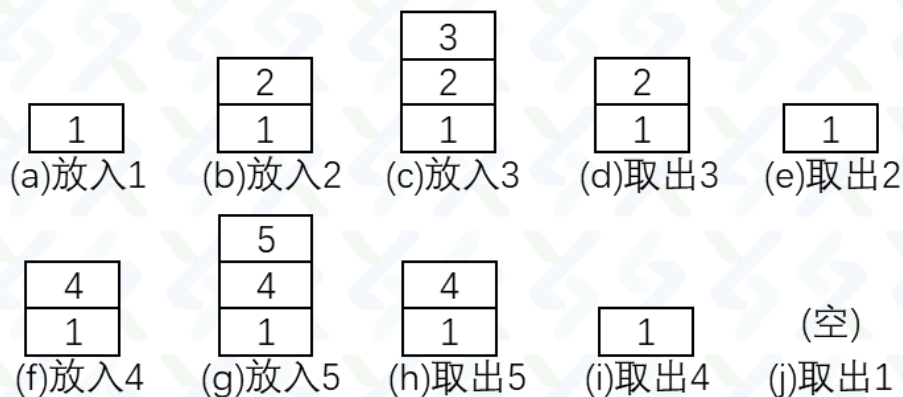 3
2 2 2
1 1 1 1 1
(a)放入1 (b)放入2 (c)放入3 (d)取出3 (e)取出2
5
4 4 4
1 1 1 1 (空)
(f)放入4 (g)放入5 (h)取出5 (i)取出4 (j)取出1